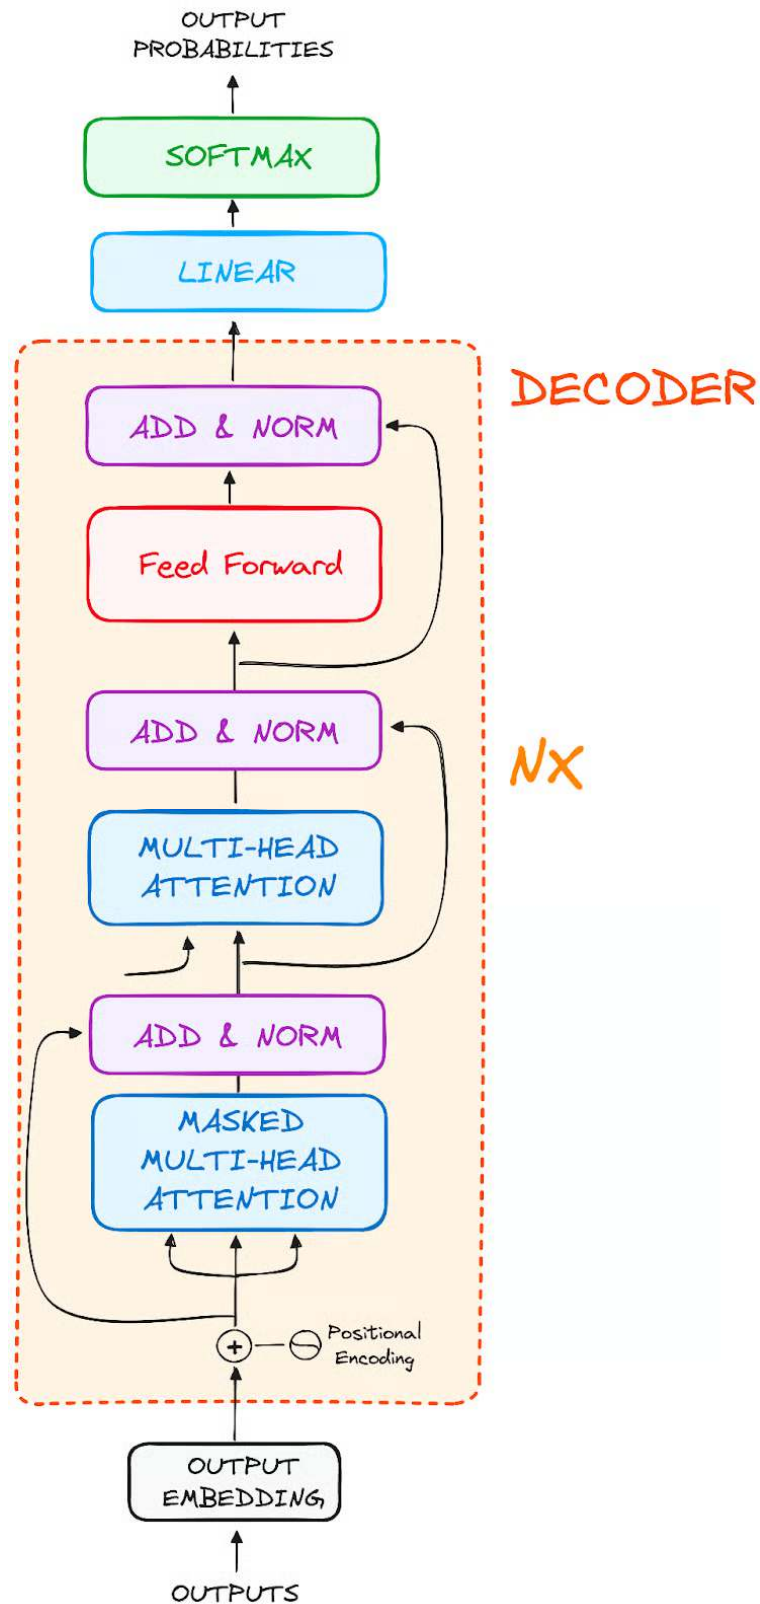 OUTPUT
PROBABILITIES
SOFTMAX
LINEAR
DECODER
ADD & NORM
Feed Forward
ADD & NORM
NX
MULTI-HEAD
ATTENTION
ADD & NORM
MASKED
MULTI-HEAD
ATTENTION
Positional
Encoding
OUTPUT
EMBEDDING
OUTPUTS